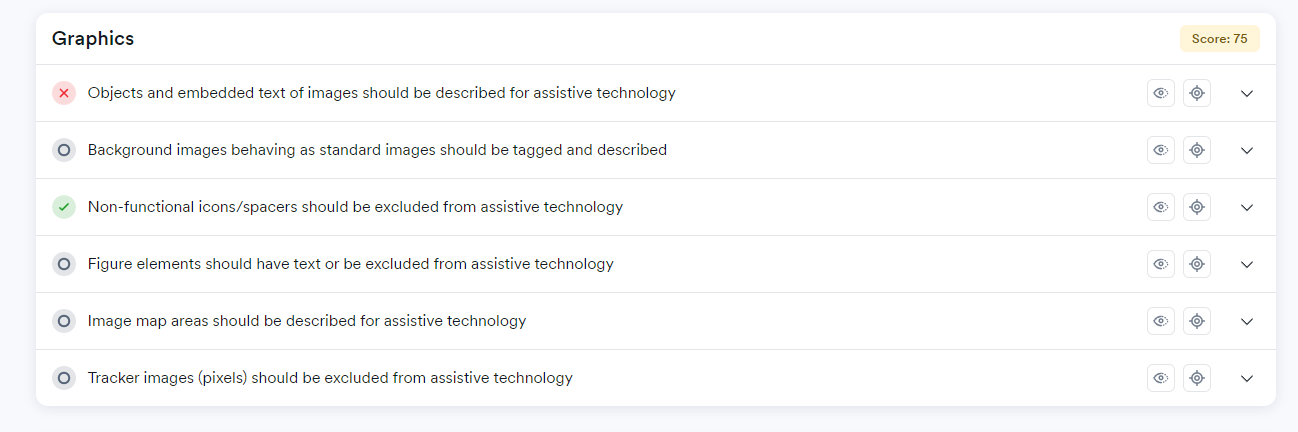 Graphics
Score: 75
Objects and embedded text of images should be described for assistive technology
Background images behaving as standard images should be tagged and described
Non-functional icons/spacers should be excluded from assistive technology
Figure elements should have text or be excluded from assistive technology
Image map areas should be described for assistive technology
Tracker images (pixels) should be excluded from assistive technology